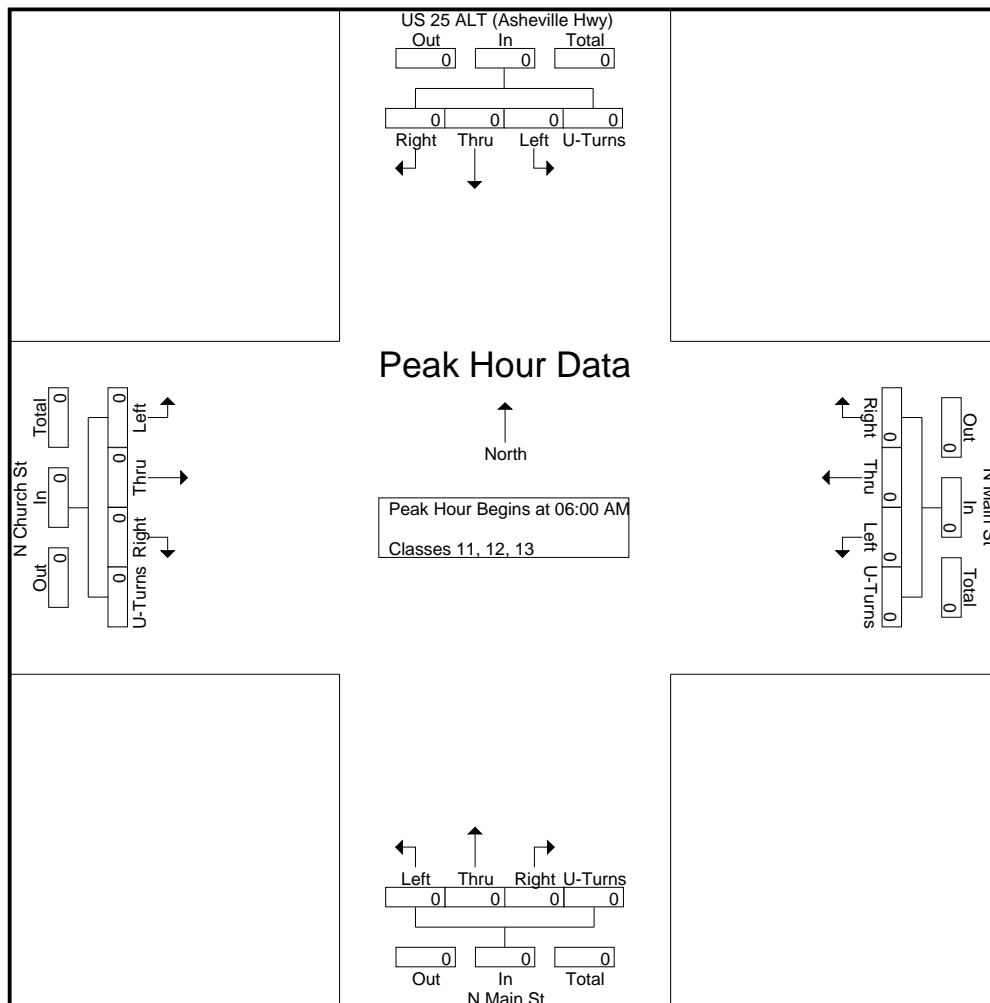 US 25 ALT (Asheville Hwy)
Out In Total
0 0 0
0 0 0 0
Right Thru Left U-Turns
Peak Hour Data
North
Peak Hour Begins at 06:00 AM
Classes 11, 12, 13
N Church St
Total In Out
0 0 0
0 0 0 0
Left Thru Right U-Turns
Right Thru Left U-Turns
0 0 0 0
0 0 0
Out In Total
N Main St
Left Thru Right U-Turns
0 0 0 0
0 0 0
Out In Total
N Main St